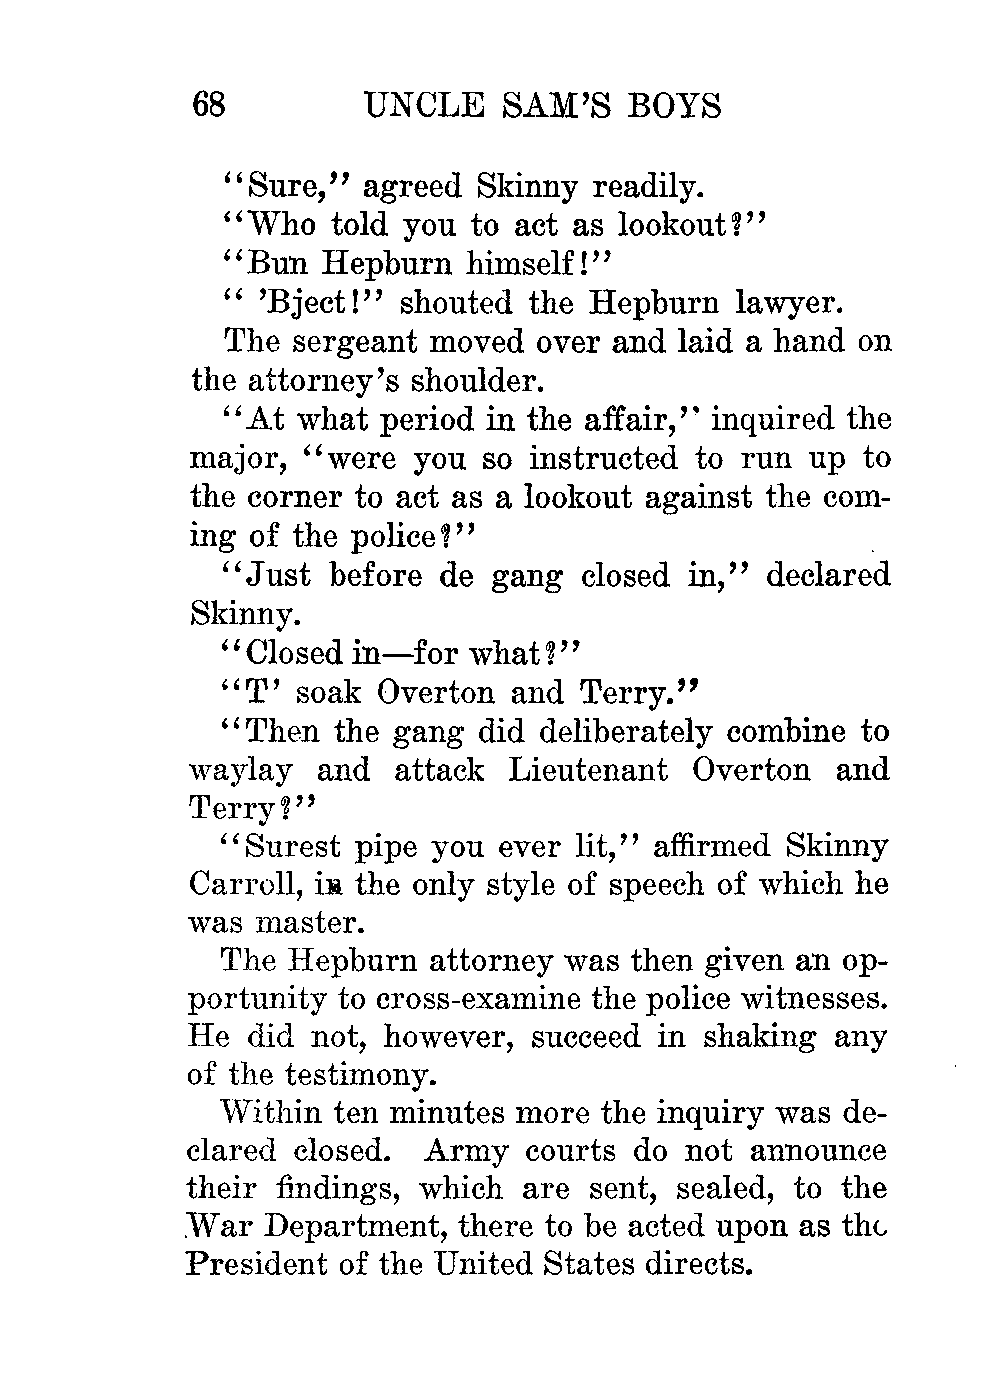 68 UNCLE SAM'S BOYS
"Sure," agreed Skinny readily.
"Who told you to act as lookout?"
"Bun Hepburn himself!"
" 'Bject!" shouted the Hepburn lawyer.
The sergeant moved over and laid a hand on
the attorney's shoulder.
"At what period in the affair," inquired the
major, "were you so instructed to run up to
the corner to act as a lookout against the com-
ing of the police?"
"Just before de gang closed in," declared
Skinny.
"Closed in—for what?"
"T' soak Overton and Terry."
"Then the gang did deliberately combine to
waylay and attack Lieutenant Overton and
Terry?"
"Surest pipe you ever lit," affirmed Skinny
Carroll, in the only style of speech of which he
was master.
The Hepburn attorney was then given an op-
portunity to cross-examine the police witnesses.
He did not, however, succeed in shaking any
of the testimony.
Within ten minutes more the inquiry was de-
clared closed. Army courts do not announce
their findings, which are sent, sealed, to the
War Department, there to be acted upon as the
President of the United States directs.